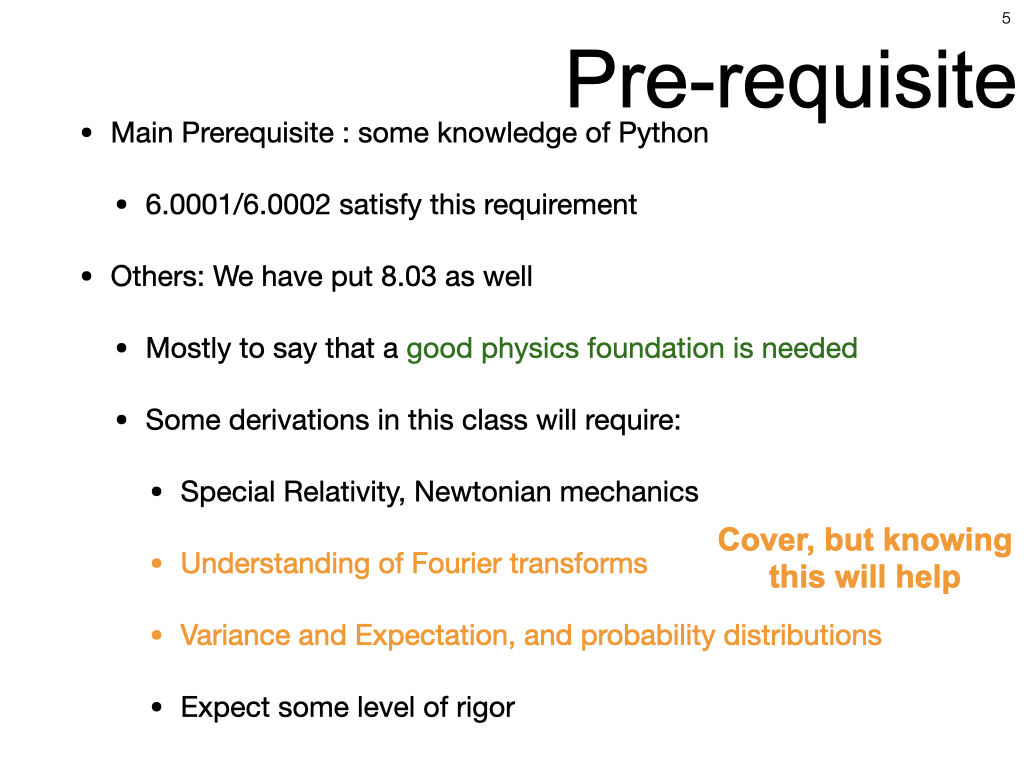 5
Pre-requisite
• Main Prerequisite : some knowledge of Python
• 6.0001/6.0002 satisfy this requirement
• Others: We have put 8.03 as well
• Mostly to say that a good physics foundation is needed
• Some derivations in this class will require:
• Special Relativity, Newtonian mechanics
• Understanding of Fourier transforms
Cover, but knowing
this will help
• Variance and Expectation, and probability distributions
• Expect some level of rigor